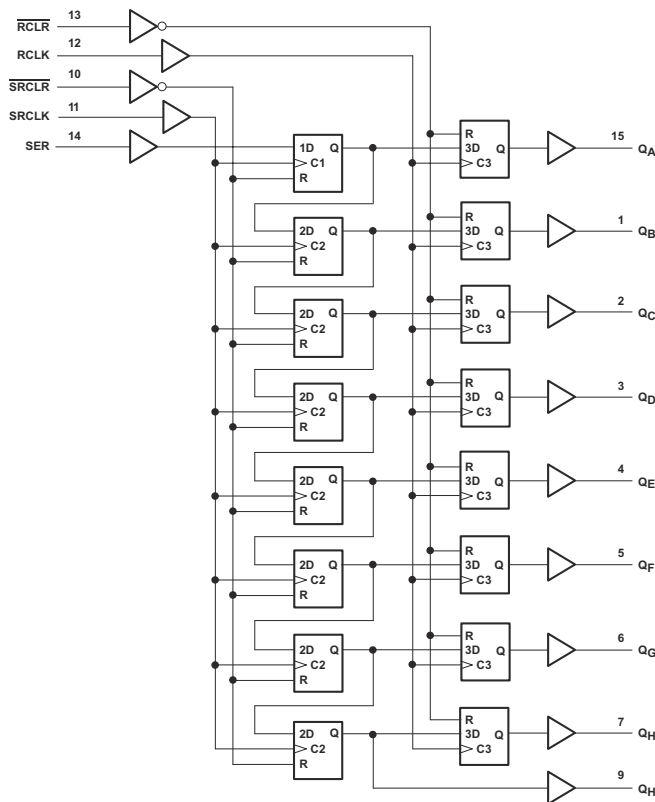 RCLR 13
RCLK 12
SRCLR 10
SRCLK 11
SER 14
1D Q
C1
R
R
3D Q
C3
15 QA
2D Q
C2
R
R
3D Q
C3
1 QB
2D Q
C2
R
R
3D Q
C3
2 QC
2D Q
C2
R
R
3D Q
C3
3 QD
2D Q
C2
R
R
3D Q
C3
4 QE
2D Q
C2
R
R
3D Q
C3
5 QF
2D Q
C2
R
R
3D Q
C3
6 QG
2D Q
C2
R
R
3D Q
C3
7 QH
9 QH